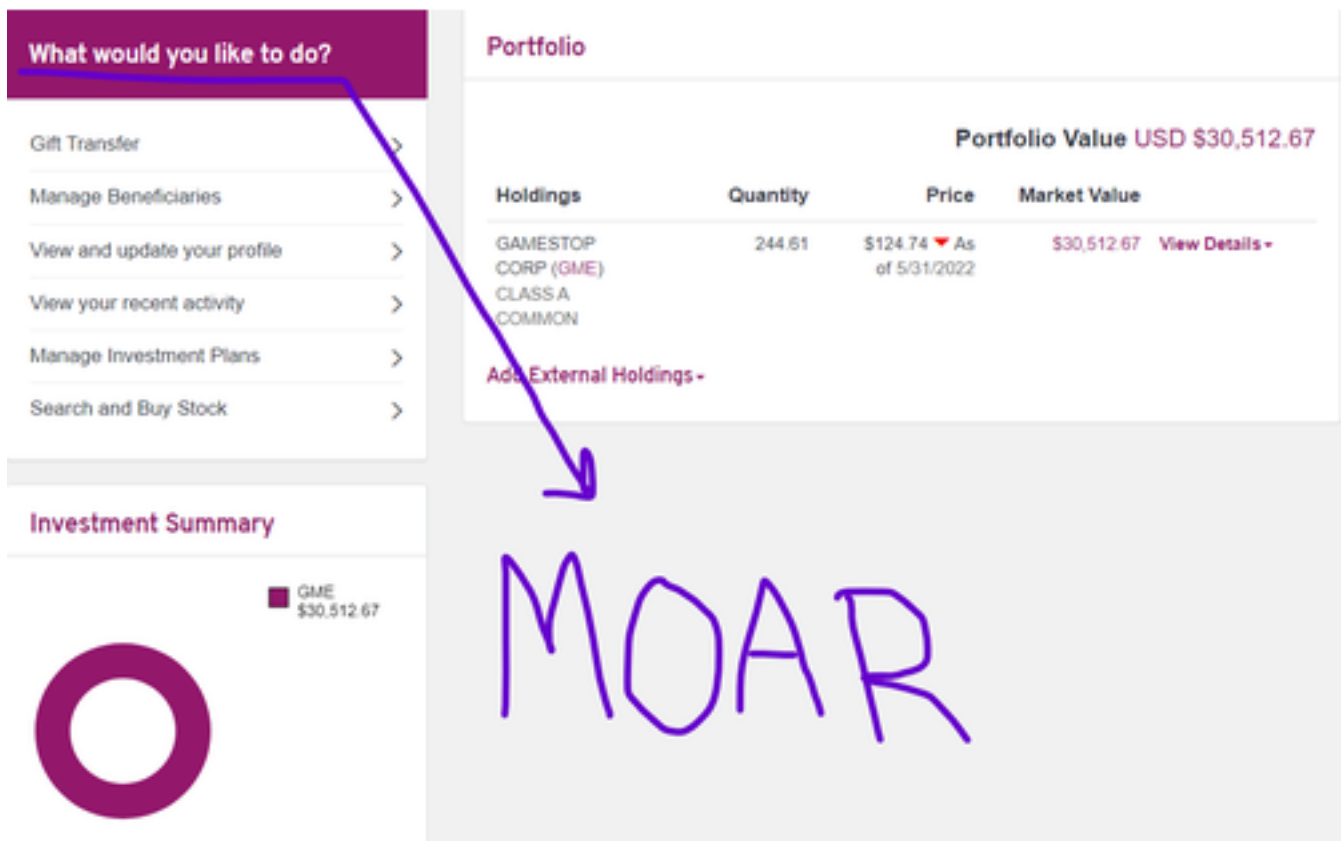 What would you like to do?
Gift Transfer
Manage Beneficiaries
View and update your profile
View your recent activity
Manage Investment Plans
Search and Buy Stock
Investment Summary
GME
$30,512.67
Portfolio
Portfolio Value USD $30,512.67
Holdings Quantity Price Market Value
GAMESTOP 244.61 $124.74 As $30,512.67 View Details
CORP (GME) of 5/31/2022
CLASS A
COMMON
Add External Holdings
MOAR